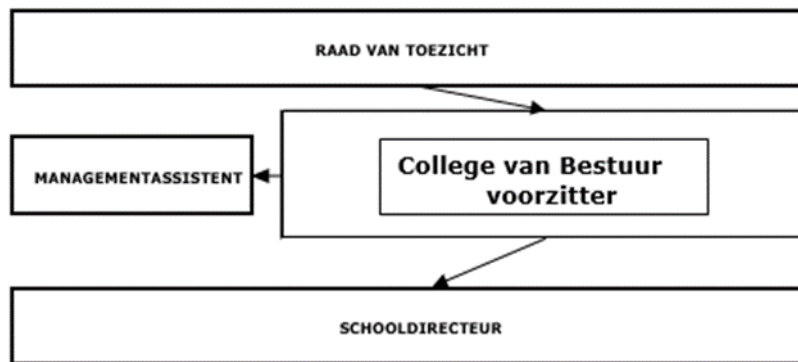 RAAD VAN TOEZICHT
MANAGEMENTASSISTENT
College van Bestuur
voorzitter
SCHOOLDIRECTEUR